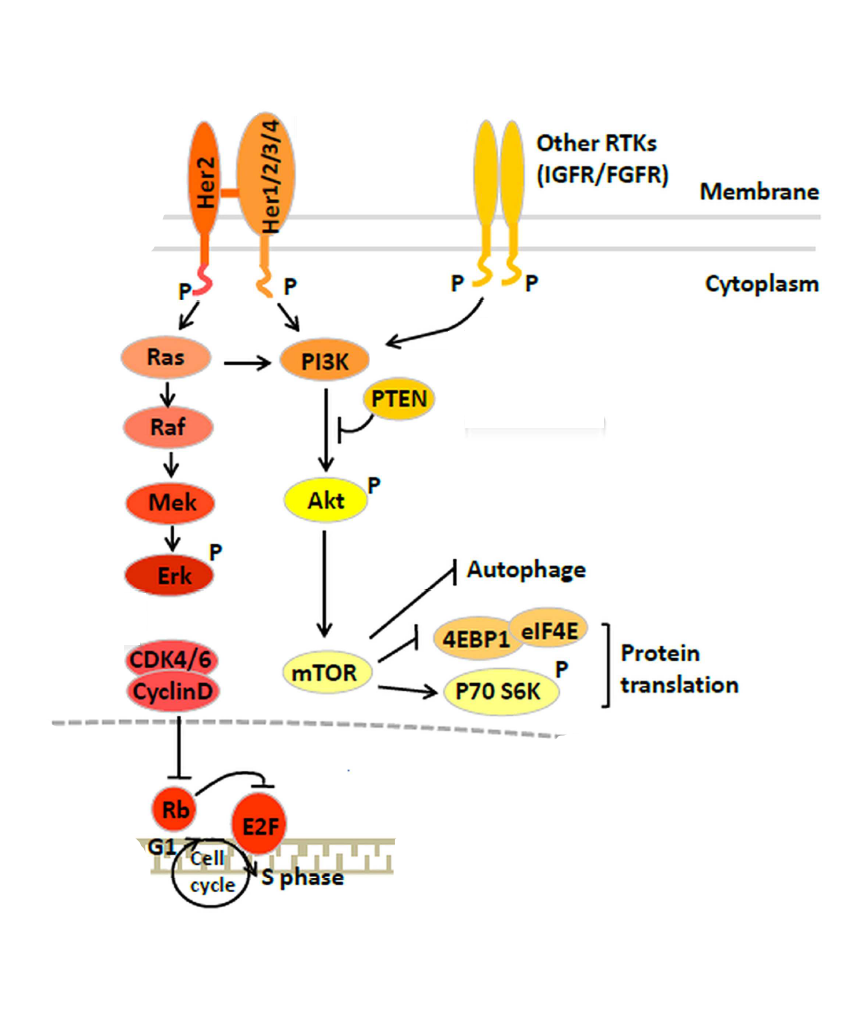 Her2
Her1/2/3/4
Other RTKs
(IGFR/FGFR)
Membrane
P
P
P
P
Cytoplasm
Ras
PI3K
PTEN
Raf
Akt
P
Mek
P
Erk
Autophage
4EBP1
eIF4E
CDK4/6
CyclinD
mTOR
P
P70 S6K
Protein
translation
Rb
E2F
G1
Cell
cycle
S phase